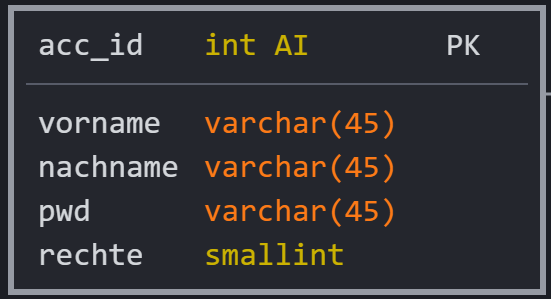 acc_id int AI PK
vorname varchar(45)
nachname varchar(45)
pwd varchar(45)
rechte smallint